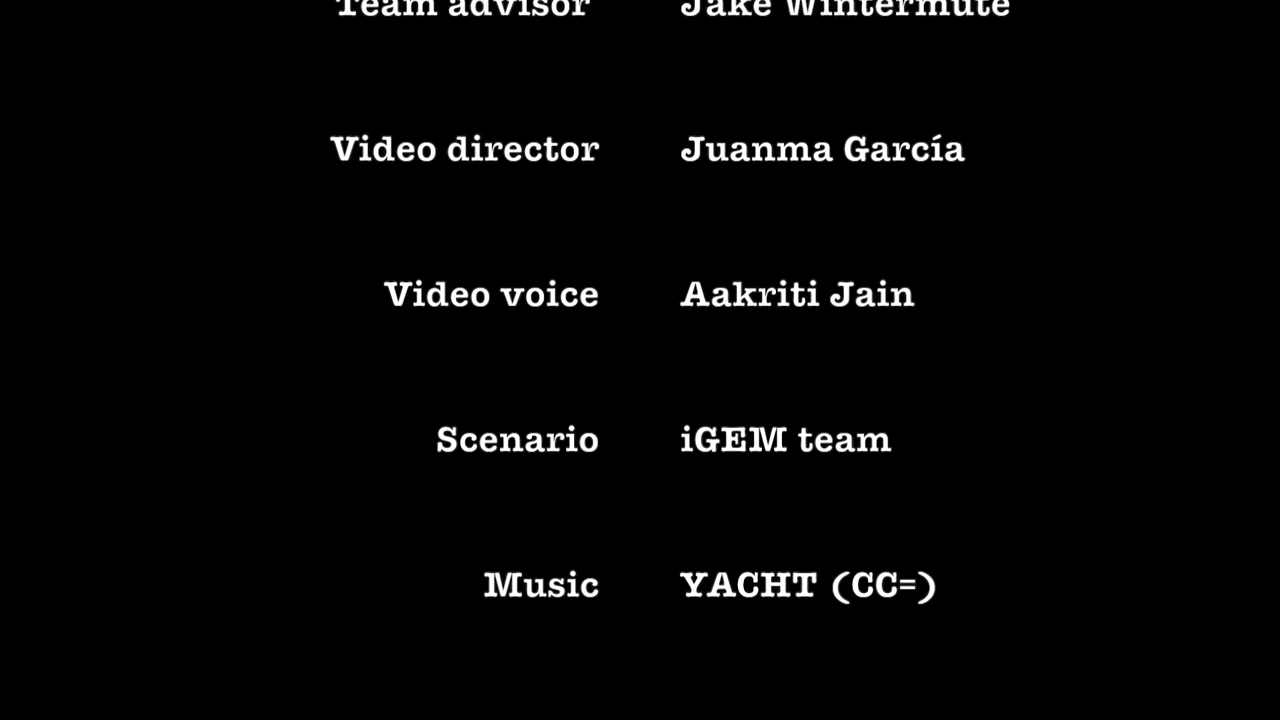 Team advisor Jake Wintermute
Video director Juanma García
Video voice Aakriti Jain
Scenario iGEM team
Music YACHT (CC=)